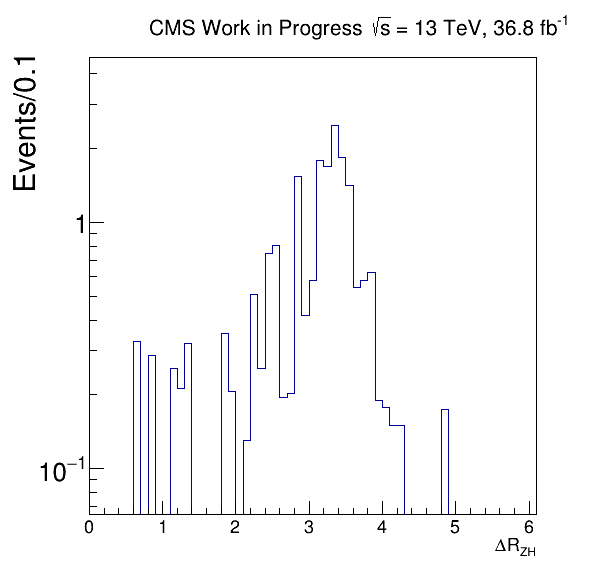 CMS Work in Progress √s = 13 TeV, 36.8 fb⁻¹
Events/0.1
1
10⁻¹
0 1 2 3 4 5 6
ΔR_ZH